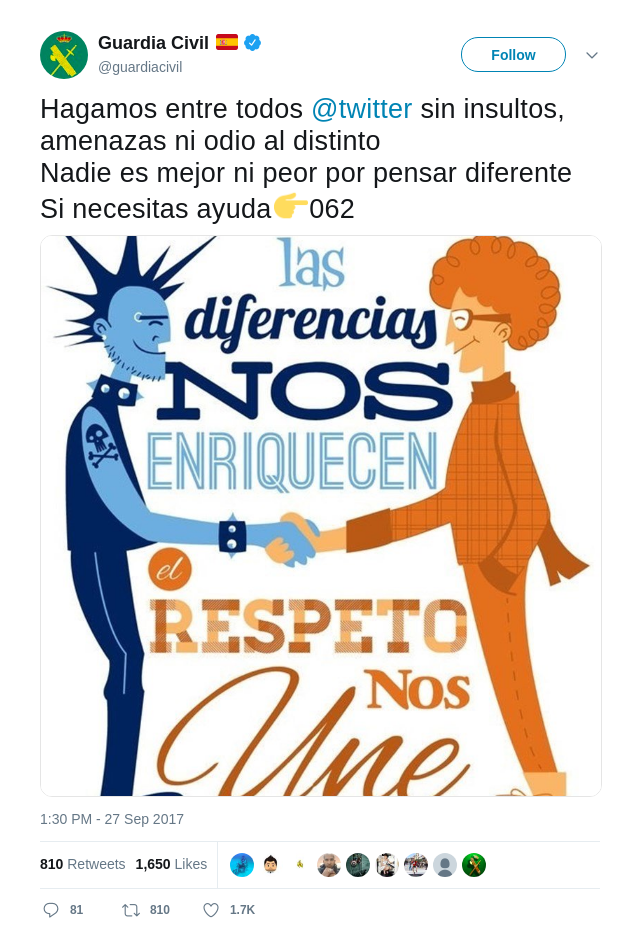 Guardia Civil
@guardiacivil
Follow
Hagamos entre todos @twitter sin insultos,
amenazas ni odio al distinto
Nadie es mejor ni peor por pensar diferente
Si necesitas ayuda👉062
las
diferencias
NOS
ENRIQUECEN
el
RESPETO
Nos
Une
1:30 PM - 27 Sep 2017
810 Retweets 1,650 Likes
81 810 1.7K